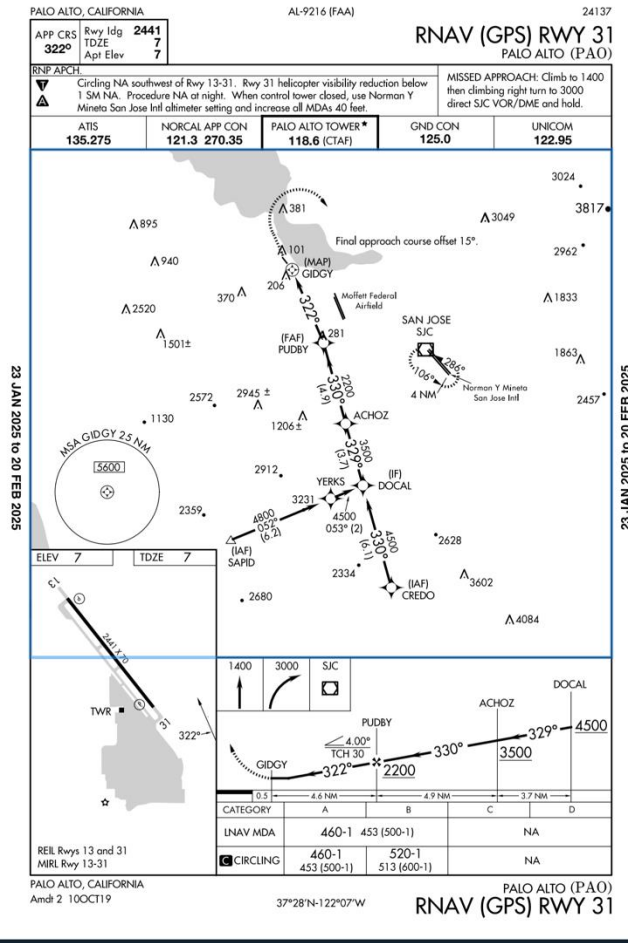 PALO ALTO, CALIFORNIA
AL-9216 (FAA)
24137
APP CRS
322°
Rwy ldg 2441
TDZE 7
Apt Elev 7
RNAV (GPS) RWY 31
PALO ALTO (PAO)
RNP APCH.
T
A
Circling NA southwest of Rwy 13-31. Rwy 31 helicopter visibility reduction below
1 SM NA. Procedure NA at night. When control tower closed, use Norman Y
Mineta San Jose Intl altimeter setting and increase all MDAs 40 feet.
MISSED APPROACH: Climb to 1400
then climbing right turn to 3000
direct SJC VOR/DME and hold.
ATIS
135.275
NORCAL APP CON
121.3 270.35
PALO ALTO TOWER★
118.6 (CTAF)
GND CON
125.0
UNICOM
122.95
3024
3817
381
3049
895
Final approach course offset 15°.
2962
101
940
(MAP)
GIDGY
206
370
Moffett Federal
Airfield
1833
2520
322°
SAN JOSE
SJC
1501±
281
(FAF)
PUDBY
1863
286°
106°
4 NM
Norman Y Mineta
San Jose Intl
2200
330°
(4.9)
2945 ±
2572
2457
1130
1206±
ACHOZ
MSA GIDGY 25 NM
5600
3500
329°
(3.7)
2912
YERKS
(IF)
DOCAL
3231
2359
4800
052°
(6.2)
4500
053° (2)
(IAF)
SAPID
4500
330°
(6.1)
2628
2334
(IAF)
CREDO
3602
2680
4084
23 JAN 2025 to 20 FEB 2025
23 JAN 2025 to 20 FEB 2025
ELEV 7
TDZE 7
13
P
2441 X 70
P
31
TWR
322°
REIL Rwys 13 and 31
MIRL Rwy 13-31
1400
3000
SJC
DOCAL
ACHOZ
PUDBY
4500
329°
4.00°
TCH 30
330°
3500
GIDGY
322°
2200
0.5
4.6 NM
4.9 NM
3.7 NM
CATEGORY
A
B
C
D
LNAV MDA
460-1 453 (500-1)
NA
C CIRCLING
460-1
453 (500-1)
520-1
513 (600-1)
NA
PALO ALTO, CALIFORNIA
Amdt 2 10OCT19
37°28'N-122°07'W
PALO ALTO (PAO)
RNAV (GPS) RWY 31